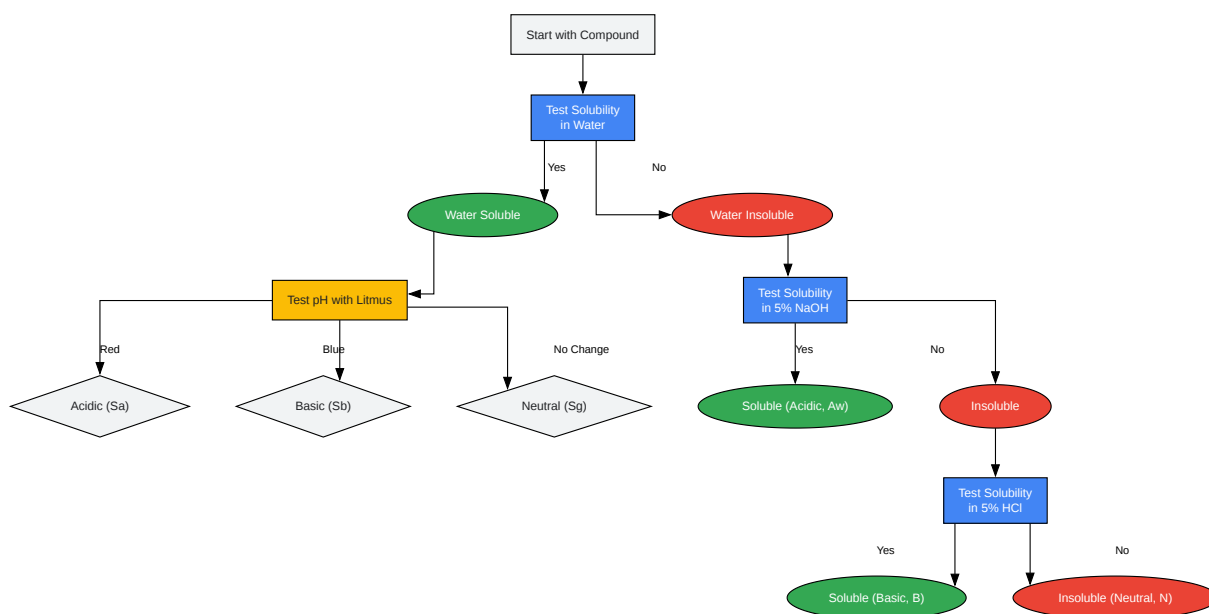 Start with Compound
Test Solubility
in Water
Yes
No
Water Soluble
Water Insoluble
Test pH with Litmus
Test Solubility
in 5% NaOH
Red
Blue
No Change
Yes
No
Acidic (Sa)
Basic (Sb)
Neutral (Sg)
Soluble (Acidic, Aw)
Insoluble
Test Solubility
in 5% HCl
Yes
No
Soluble (Basic, B)
Insoluble (Neutral, N)